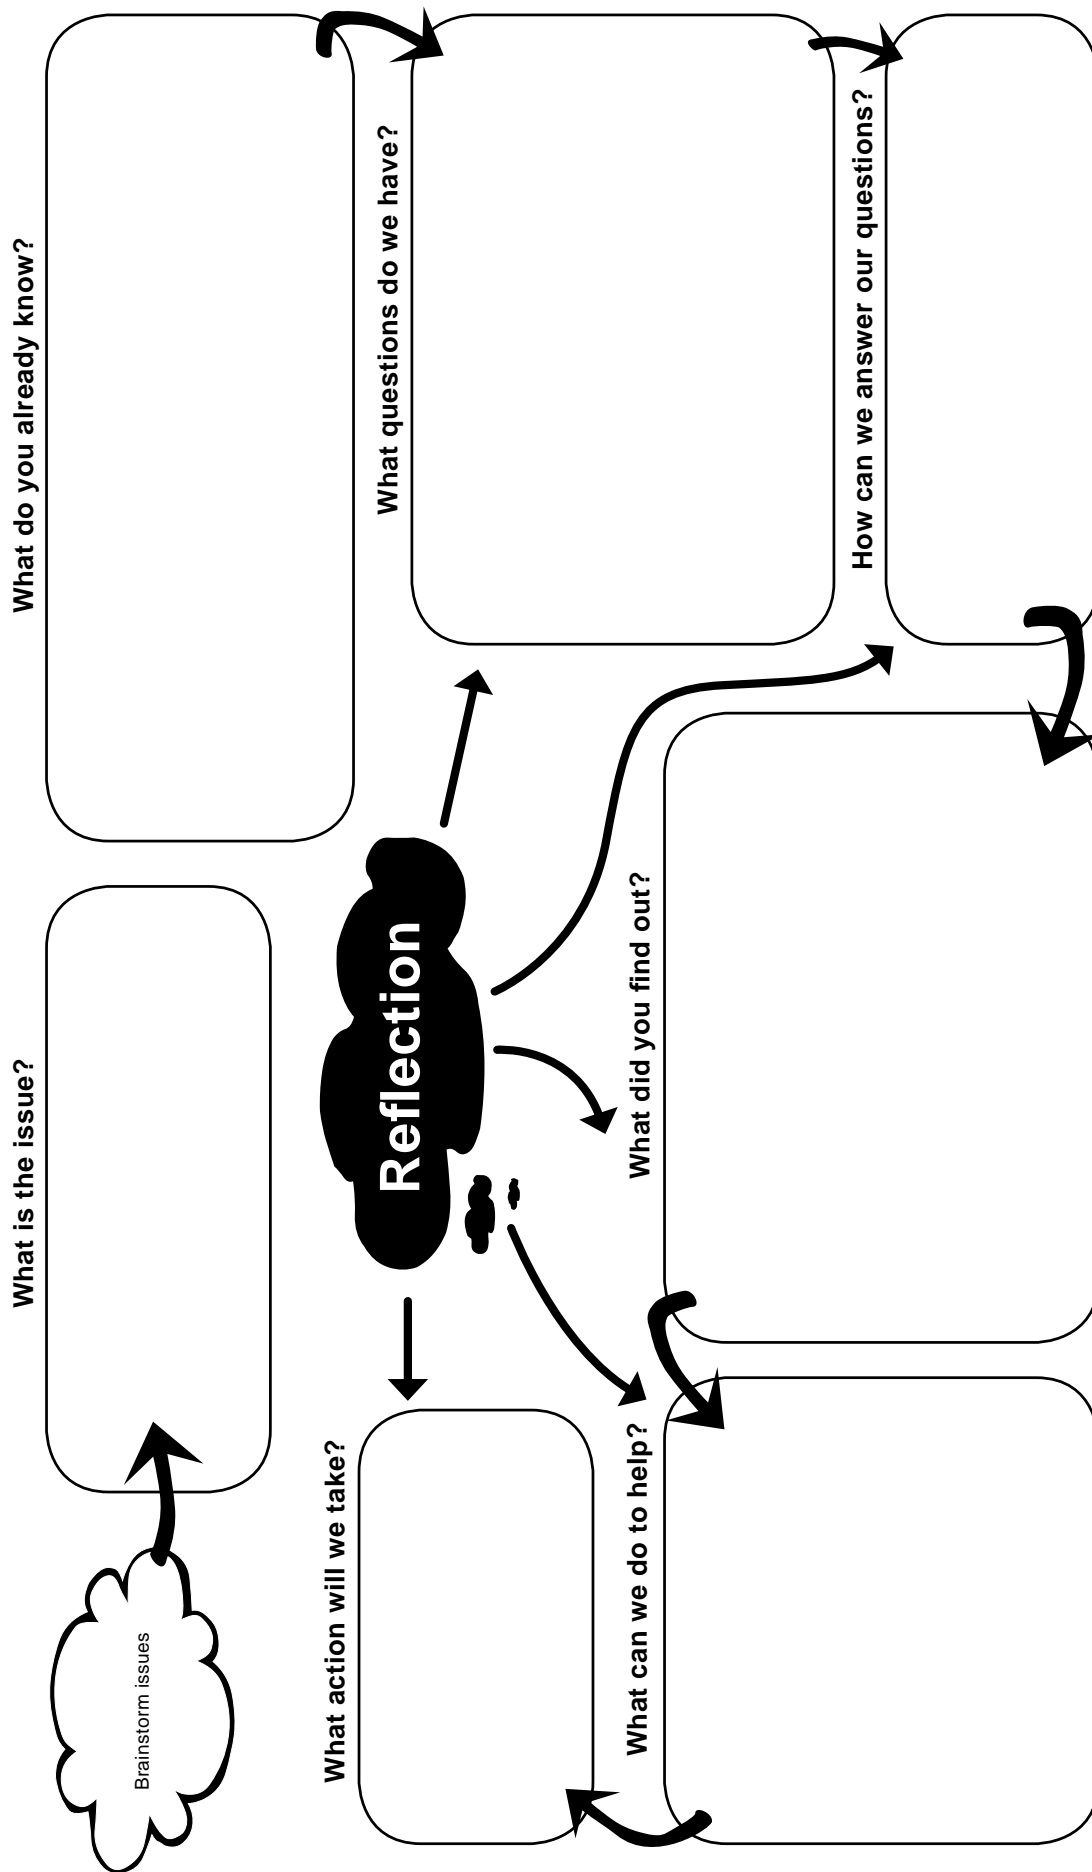 Brainstorm issues
What is the issue?
What do you already know?
What questions do we have?
How can we answer our questions?
What did you find out?
What can we do to help?
What action will we take?
Reflection